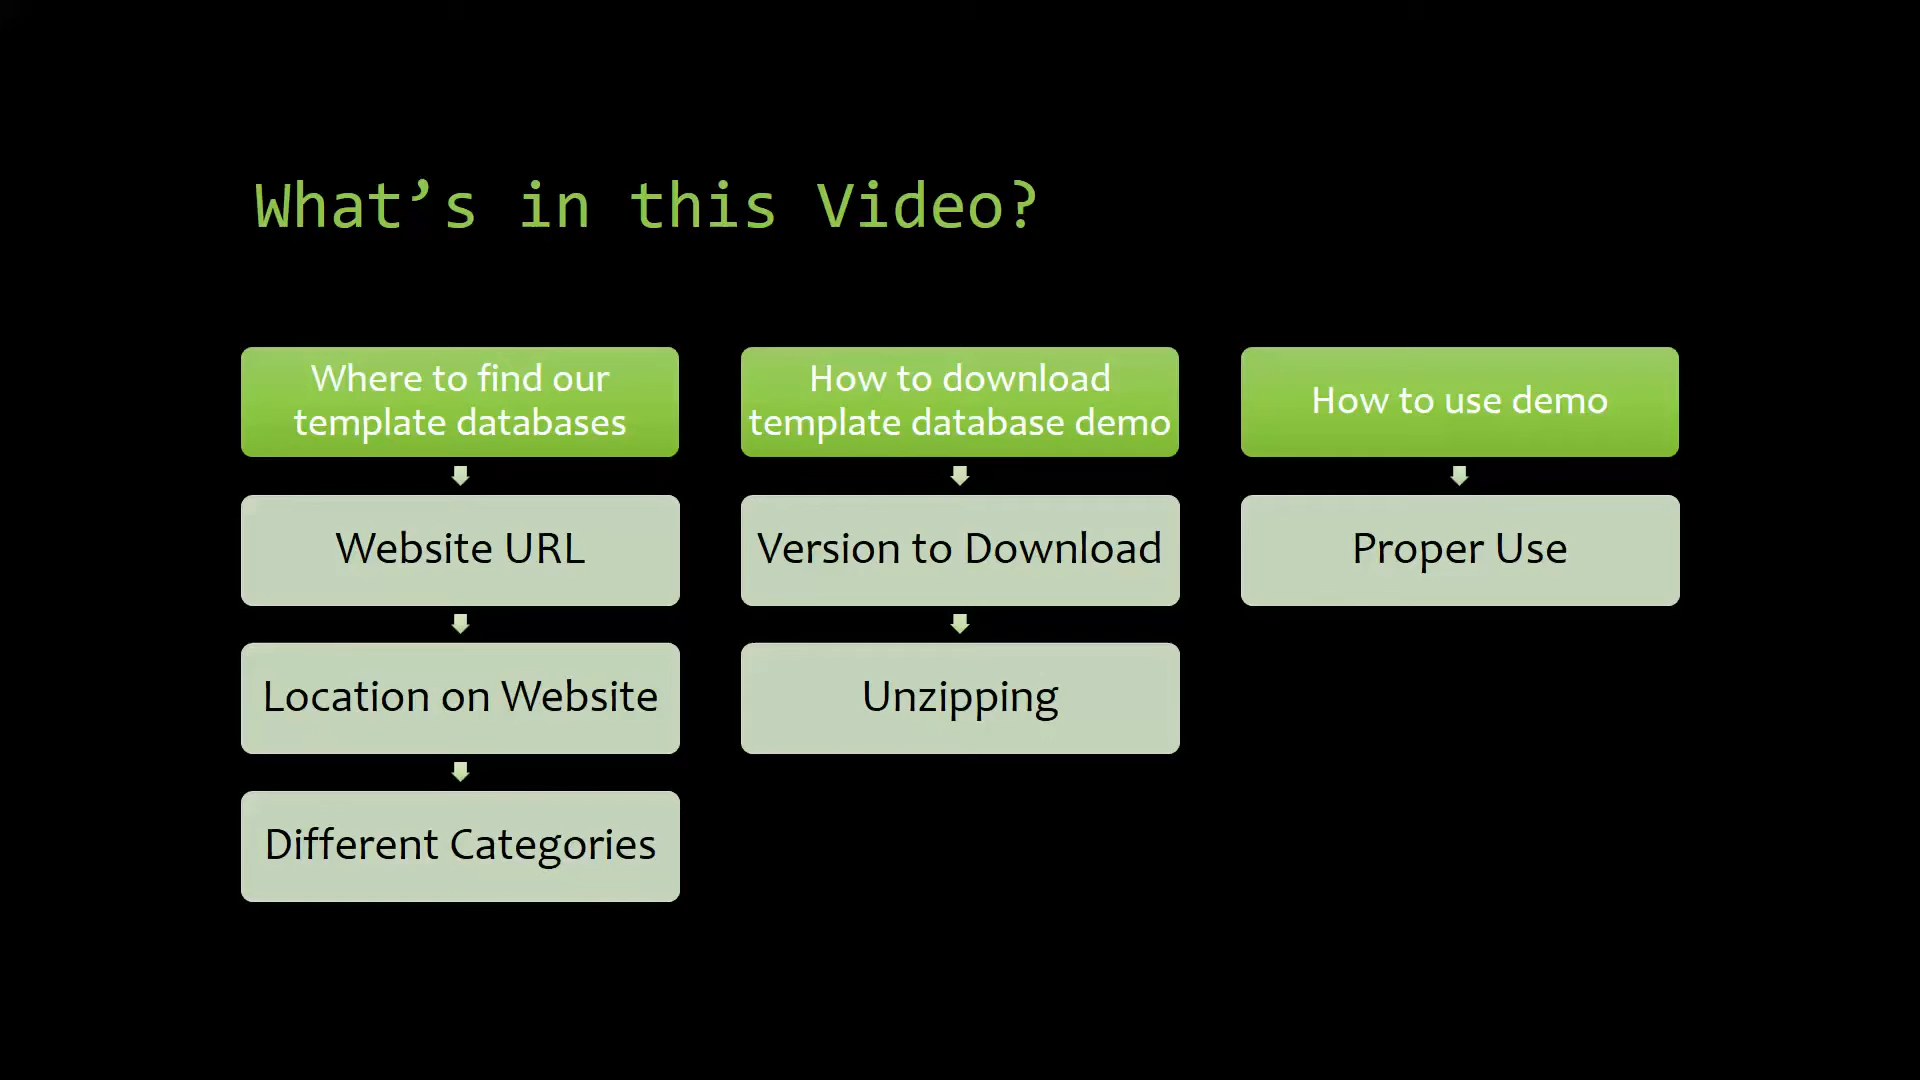 What’s in this Video?
Where to find our
template databases
Website URL
Location on Website
Different Categories
How to download
template database demo
Version to Download
Unzipping
How to use demo
Proper Use